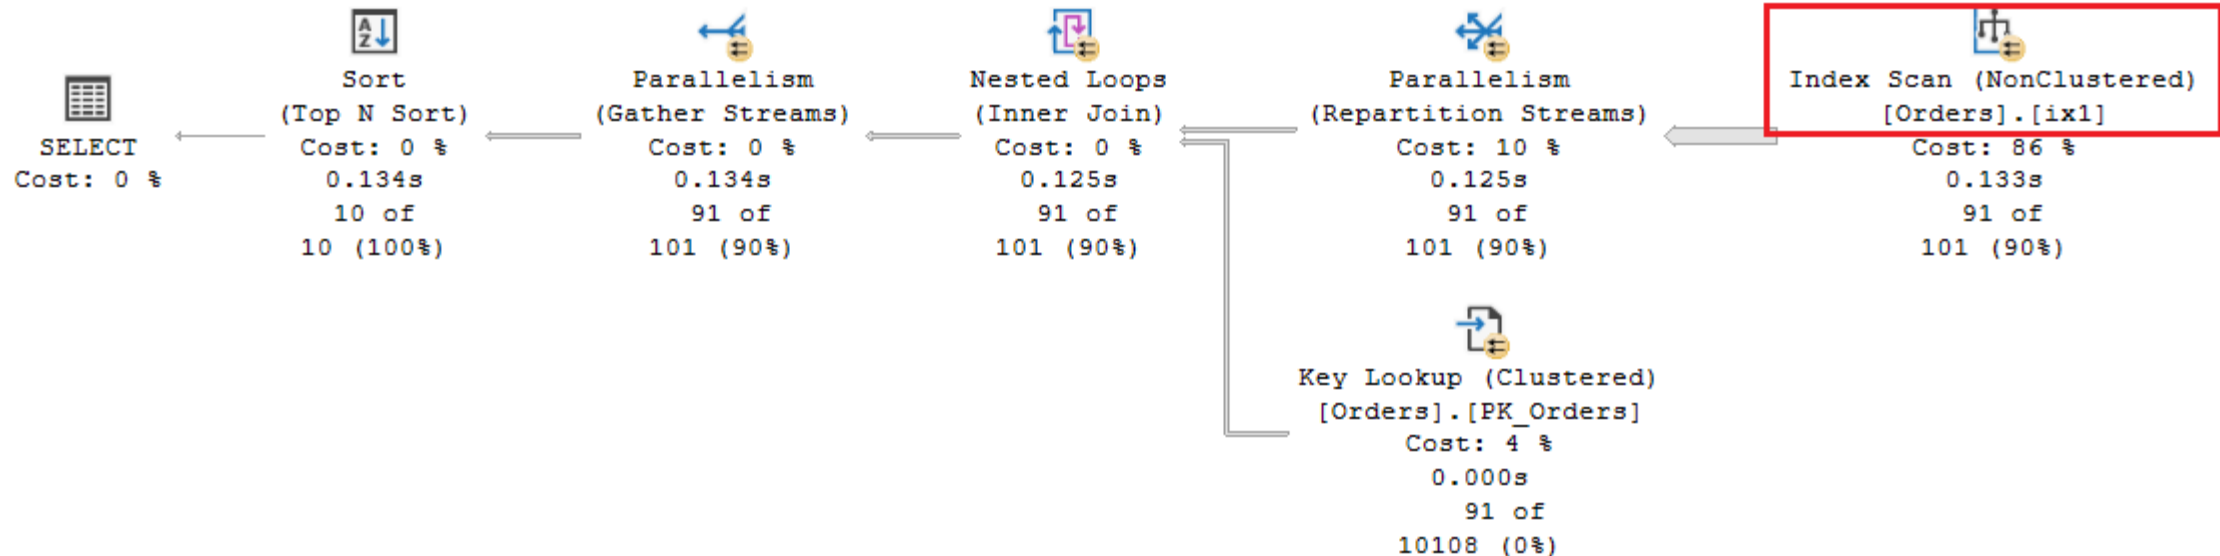 SELECT
Cost: 0 %
Sort
(Top N Sort)
Cost: 0 %
0.134s
10 of
10 (100%)
Parallelism
(Gather Streams)
Cost: 0 %
0.134s
91 of
101 (90%)
Nested Loops
(Inner Join)
Cost: 0 %
0.125s
91 of
101 (90%)
Parallelism
(Repartition Streams)
Cost: 10 %
0.125s
91 of
101 (90%)
Index Scan (NonClustered)
[Orders].[ix1]
Cost: 86 %
0.133s
91 of
101 (90%)
Key Lookup (Clustered)
[Orders].[PK_Orders]
Cost: 4 %
0.000s
91 of
10108 (0%)